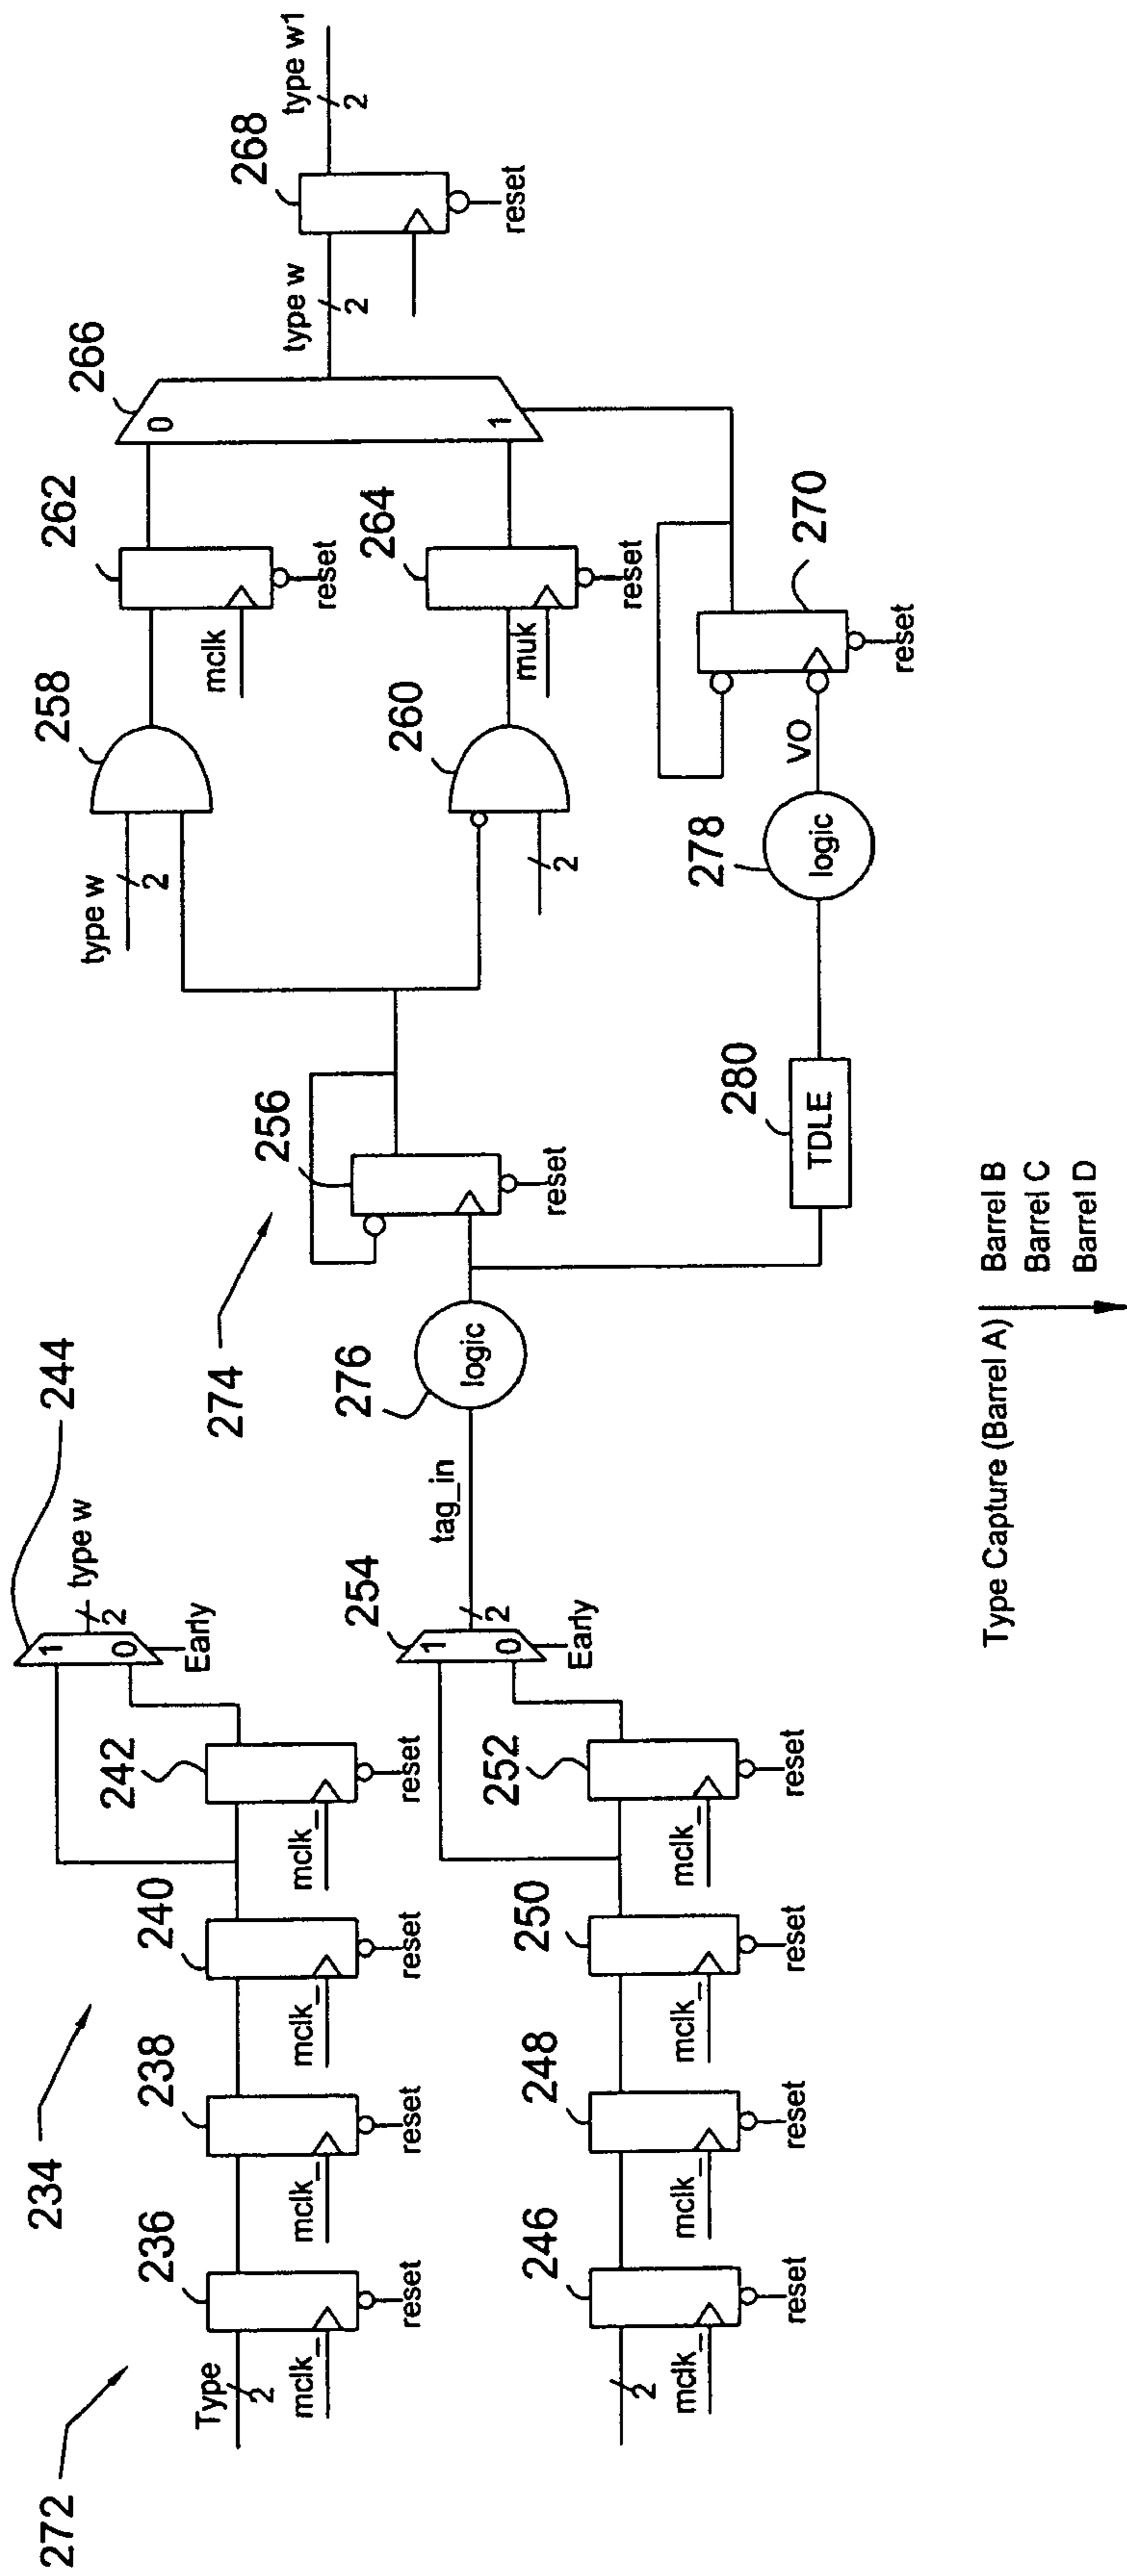 272
234
236
238
240
242
244
Type
2
mclk_
reset
mclk_
reset
mclk_
reset
mclk_
reset
1
0
Early
2
type w
246
248
250
252
254
2
mclk_
reset
mclk_
reset
mclk_
reset
mclk_
reset
1
0
Early
2
tag_in
276
logic
274
256
reset
280
TDLE
278
logic
VO
270
reset
type w
2
258
260
2
mclk
262
reset
muk
264
reset
266
0
1
type w
2
268
reset
type w1
2
Type Capture (Barrel A)
Barrel B
Barrel C
Barrel D